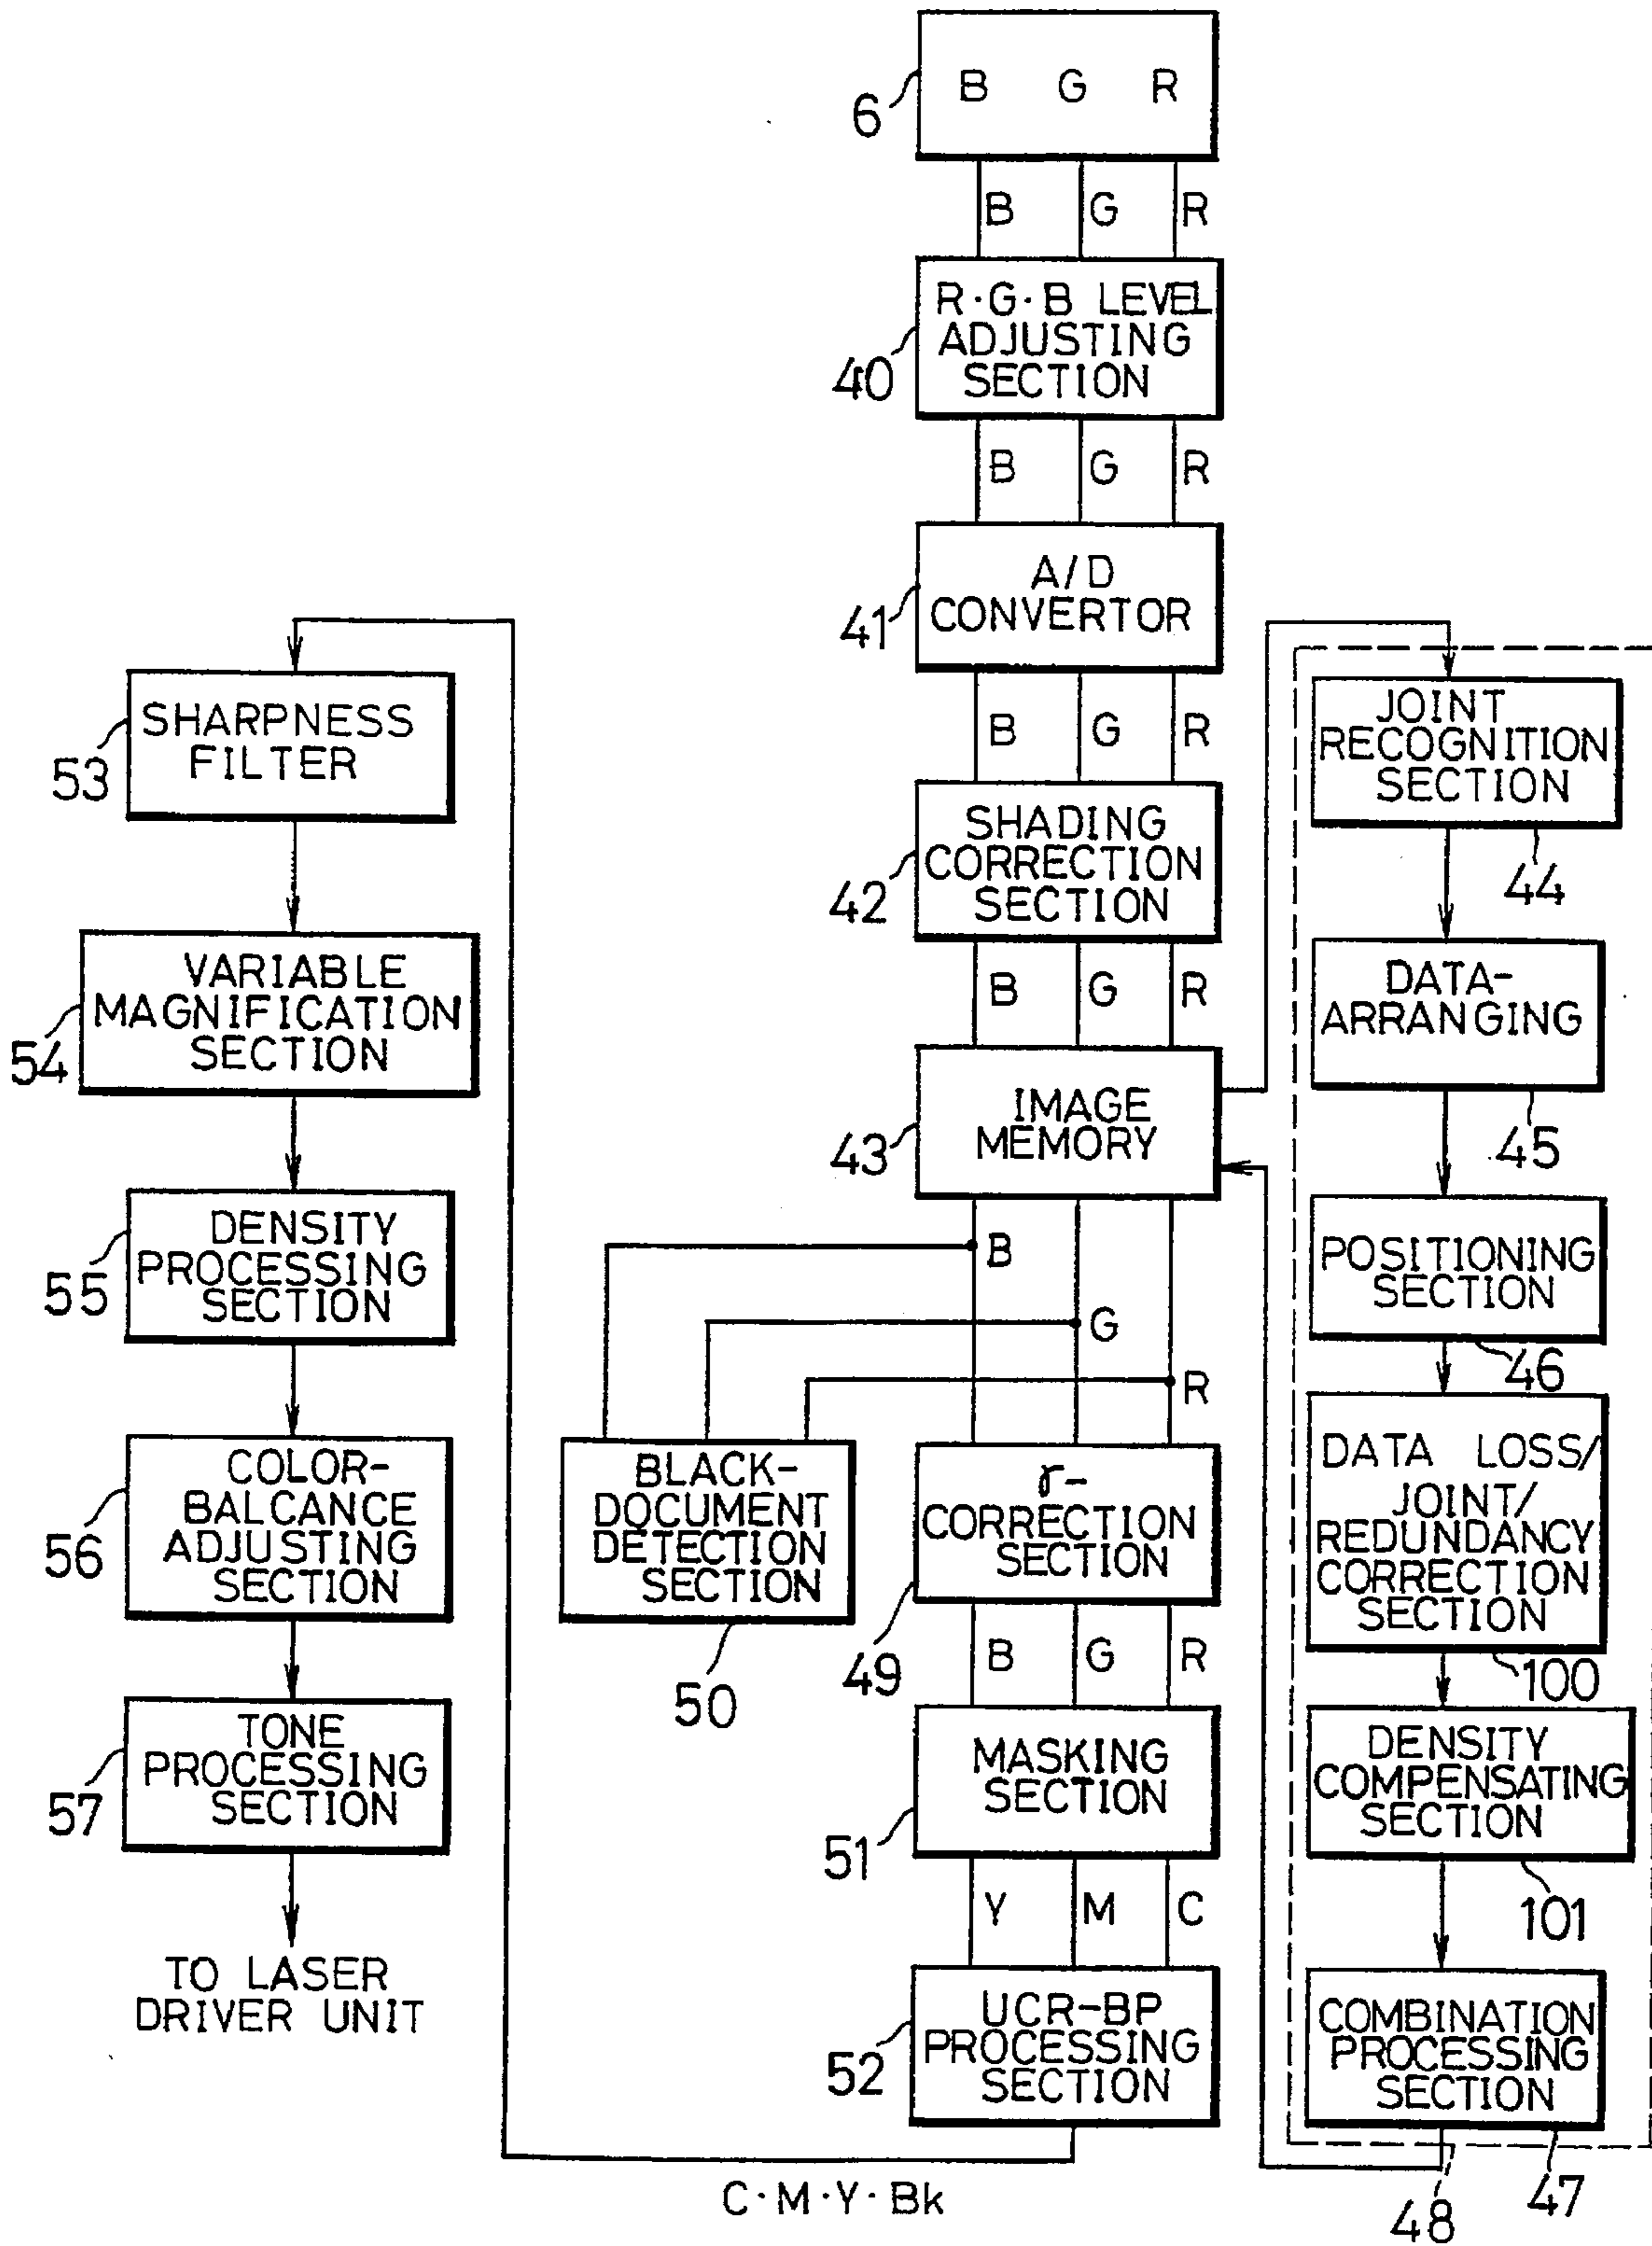 B G R
6
B G R
R·G·B LEVEL
ADJUSTING
SECTION
40
B G R
A/D
CONVERTOR
41
B G R
SHADING
CORRECTION
SECTION
42
B G R
IMAGE
MEMORY
43
B
G
R
BLACK-
DOCUMENT
DETECTION
SECTION
50
γ-
CORRECTION
SECTION
49
B G R
MASKING
SECTION
51
Y M C
UCR-BP
PROCESSING
SECTION
52
C·M·Y·Bk
JOINT
RECOGNITION
SECTION
44
DATA-
ARRANGING
45
POSITIONING
SECTION
46
DATA LOSS/
JOINT/
REDUNDANCY
CORRECTION
SECTION
100
DENSITY
COMPENSATING
SECTION
101
COMBINATION
PROCESSING
SECTION
47
48
SHARPNESS
FILTER
53
VARIABLE
MAGNIFICATION
SECTION
54
DENSITY
PROCESSING
SECTION
55
COLOR-
BALCANCE
ADJUSTING
SECTION
56
TONE
PROCESSING
SECTION
57
TO LASER
DRIVER UNIT